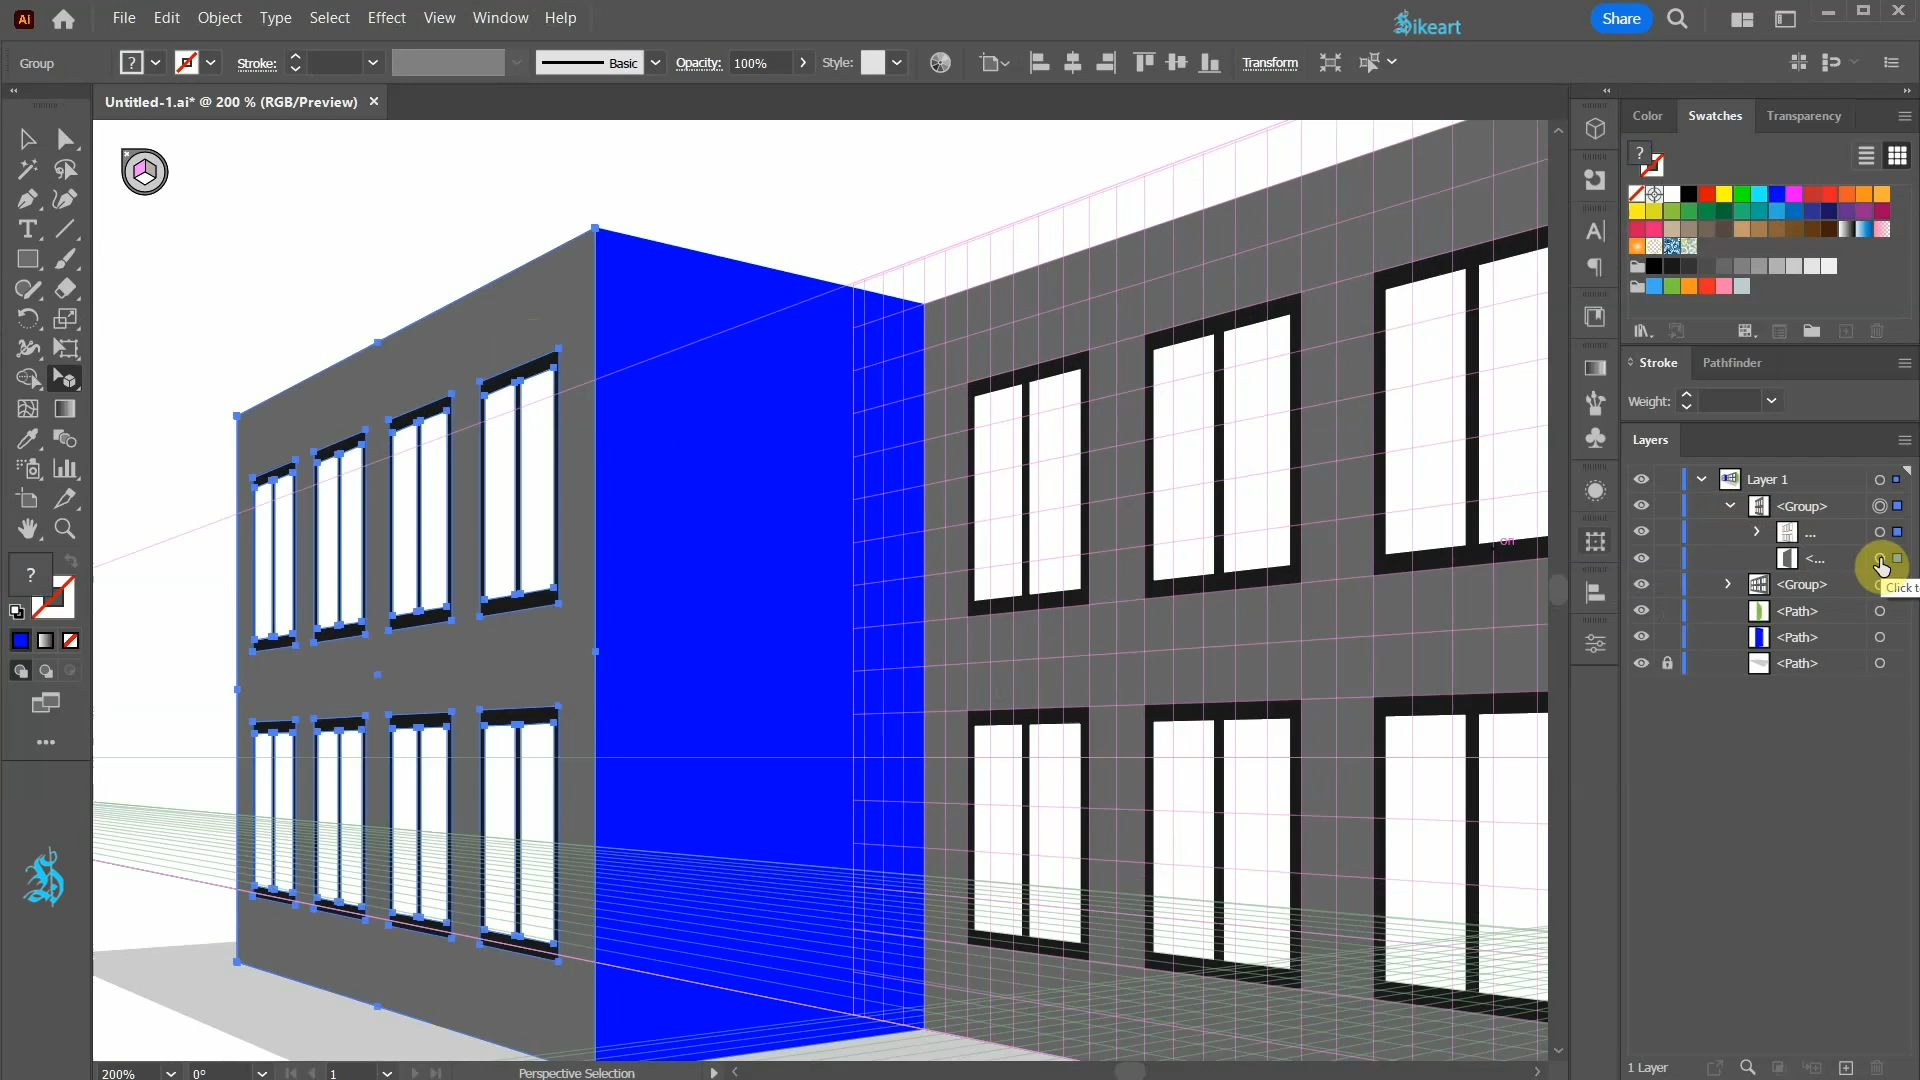 Ai File Edit Object Type Select Effect View Window Help
Sikeart
Share
Group
?
Stroke:
Basic
Opacity: 100%
Style:
Transform
Untitled-1.ai* @ 200 % (RGB/Preview)
Color Swatches Transparency
?
Stroke Pathfinder
Weight:
Layers
Layer 1
<Group>
...
<...
<Group>
Click t
<Path>
<Path>
<Path>
on
?
200% 0° 1 Perspective Selection
1 Layer